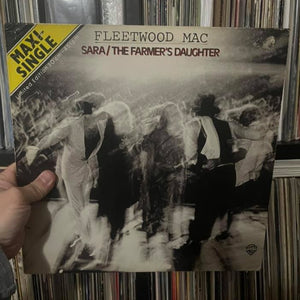 FLEETWOOD MAC
SARA/THE FARMER'S DAUGHTER
MAXI-
SINGLE